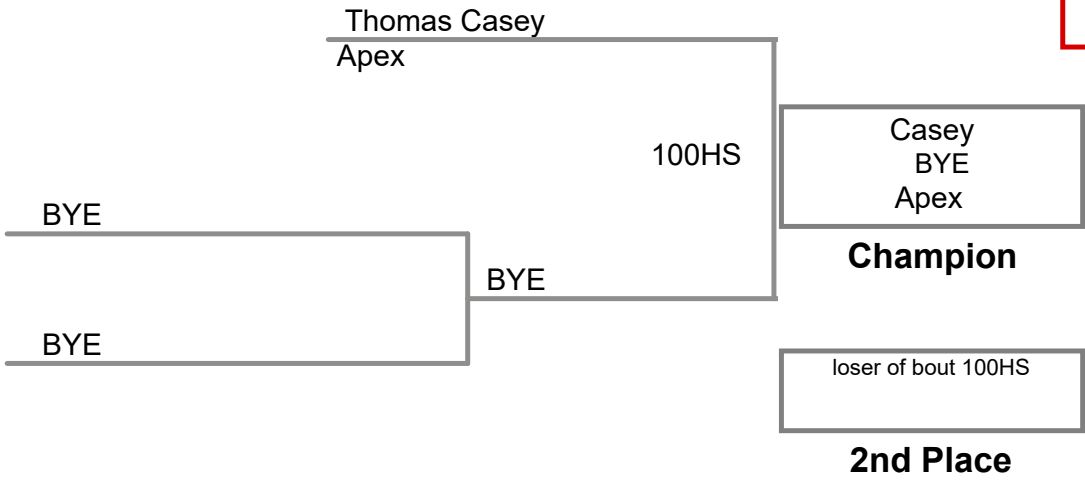 Thomas Casey
Apex
100HS
Casey
BYE
Apex
BYE
Champion
BYE
BYE
loser of bout 100HS
2nd Place